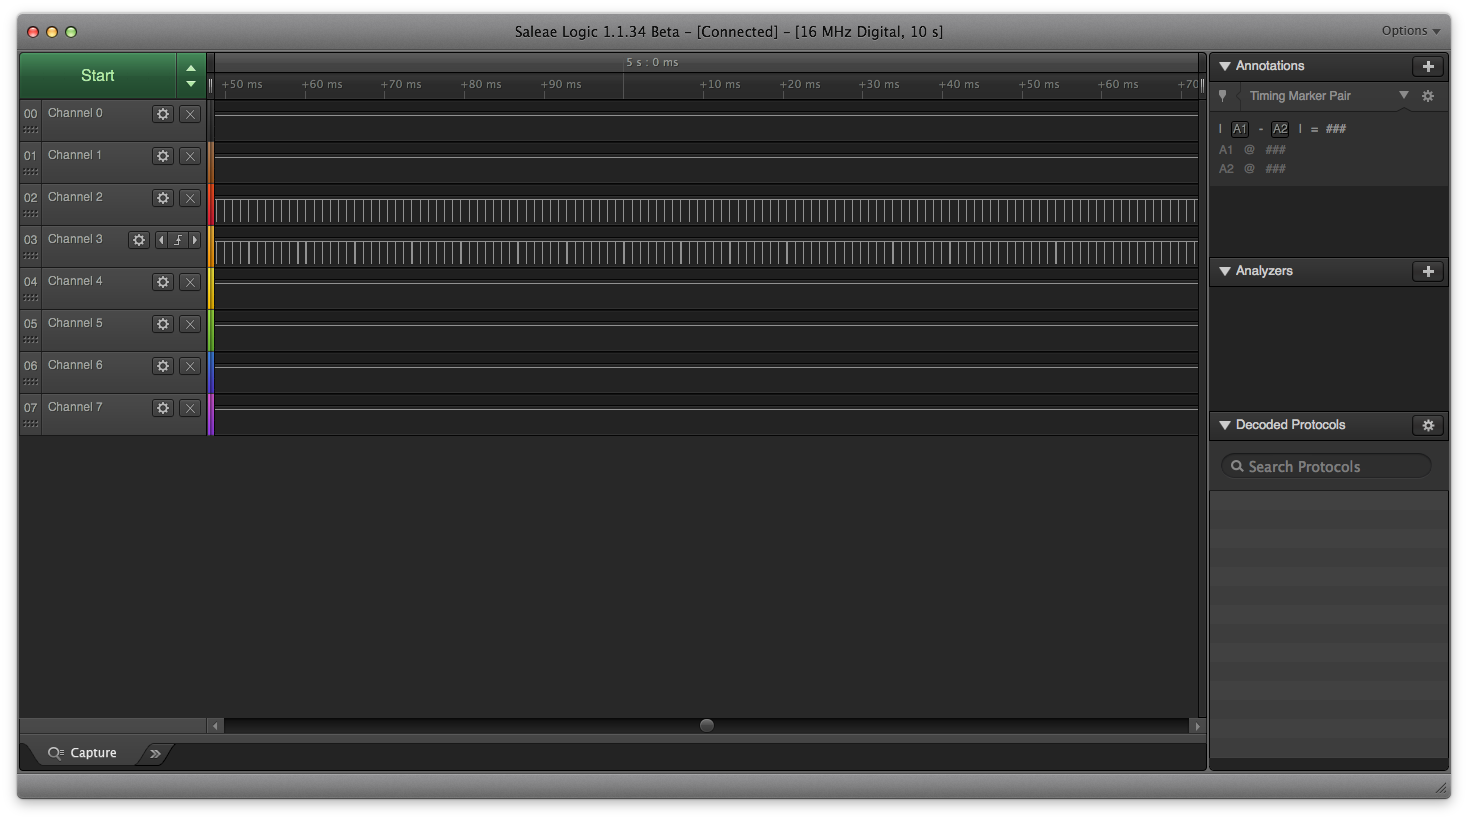 Saleae Logic 1.1.34 Beta – [Connected] – [16 MHz Digital, 10 s]
Options
Start
5 s : 0 ms
+50 ms +60 ms +70 ms +80 ms +90 ms +10 ms +20 ms +30 ms +40 ms +50 ms +60 ms +70
00 Channel 0
01 Channel 1
02 Channel 2
03 Channel 3
04 Channel 4
05 Channel 5
06 Channel 6
07 Channel 7
Capture
Annotations
Timing Marker Pair
| A1 - A2 | = ###
A1 @ ###
A2 @ ###
Analyzers
Decoded Protocols
Search Protocols